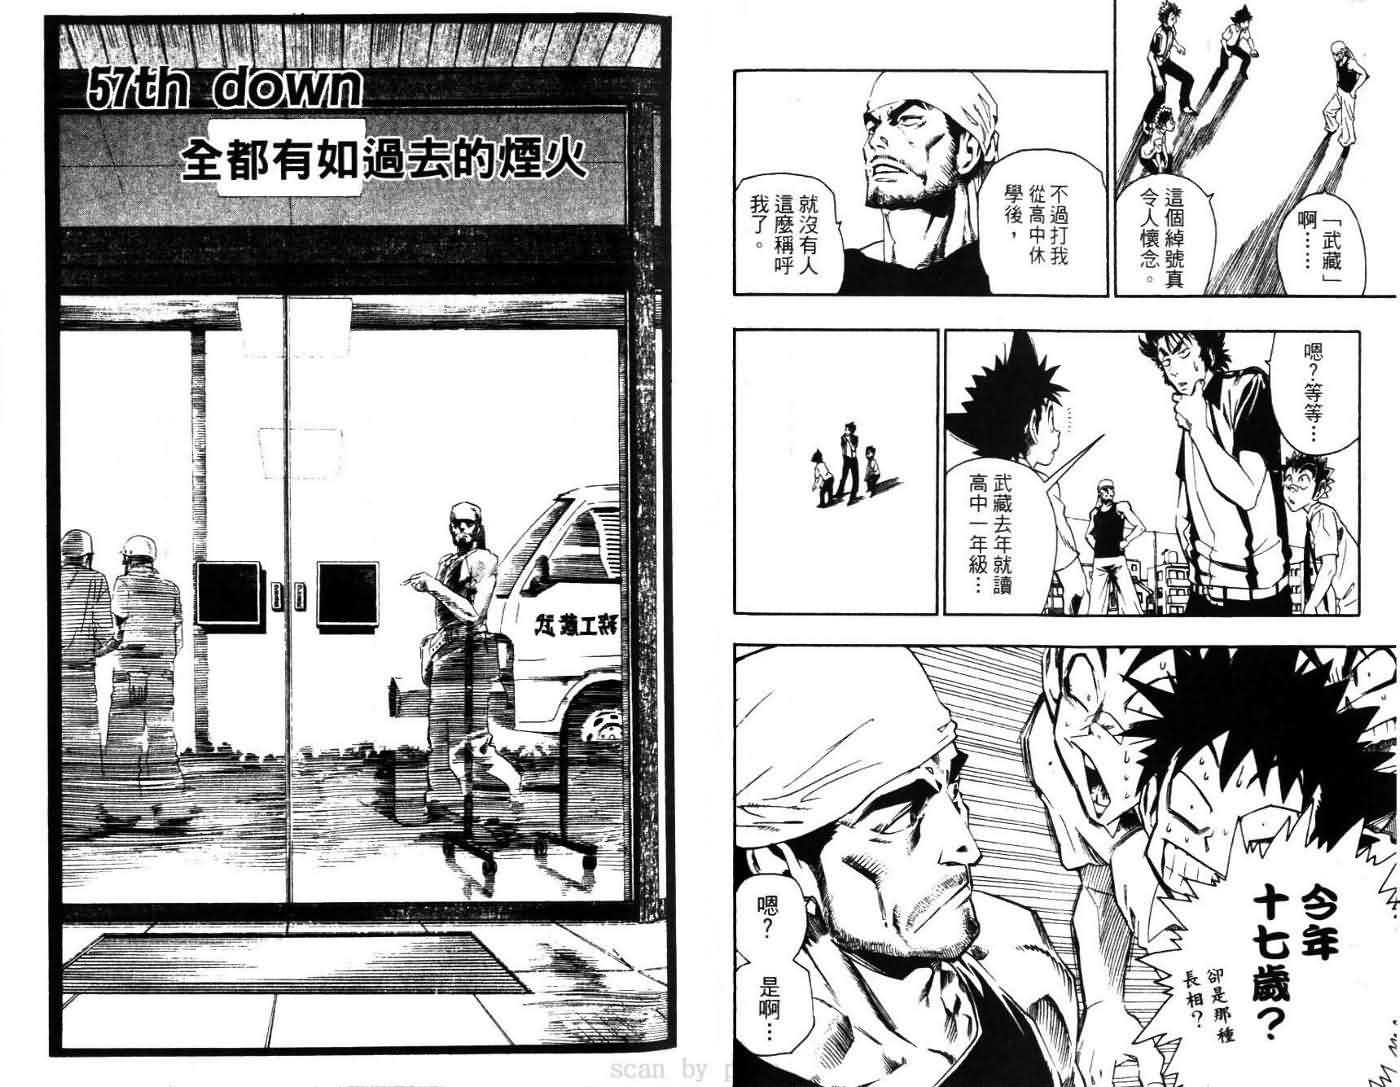 「武藏」
啊……
這個綽號真
令人懷念。
不過打我
從高中休
學後，
就沒有人
這麼稱呼
我了。
嗯?等等…
武藏去年就讀
高中一年級…
今年
十七歲?
卻是那種
長相?
嗯?
是啊…
57th down
全都有如過去的煙火
武藏工務
scan by p